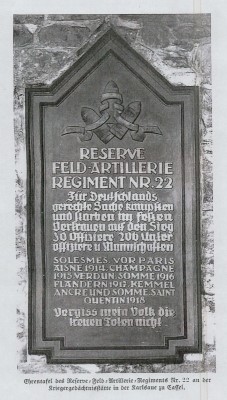 RESERVE
FELD-ARTILLERIE
REGIMENT NR. 22
Für Deutschlands
gerechte Sache kämpften
und starben im festen
Vertrauen auf den Sieg
30 Offiziere 206 Unter
offiziere u Mannschaften
SOLESMES. VOR PARIS
AISNE 1914. CHAMPAGNE
1915 VERDUN. SOMME 1916
FLANDERN 1917. KEMMEL
ANCRE UND SOMME. SAINT
QUENTIN 1918
Vergiss mein Volk die
treuen Toten nicht
Ehrentafel des Reserve-Feld-Artillerie-Regiments Nr. 22 an der
Kriegergedächtnisstätte in der Karlsaue zu Cassel.